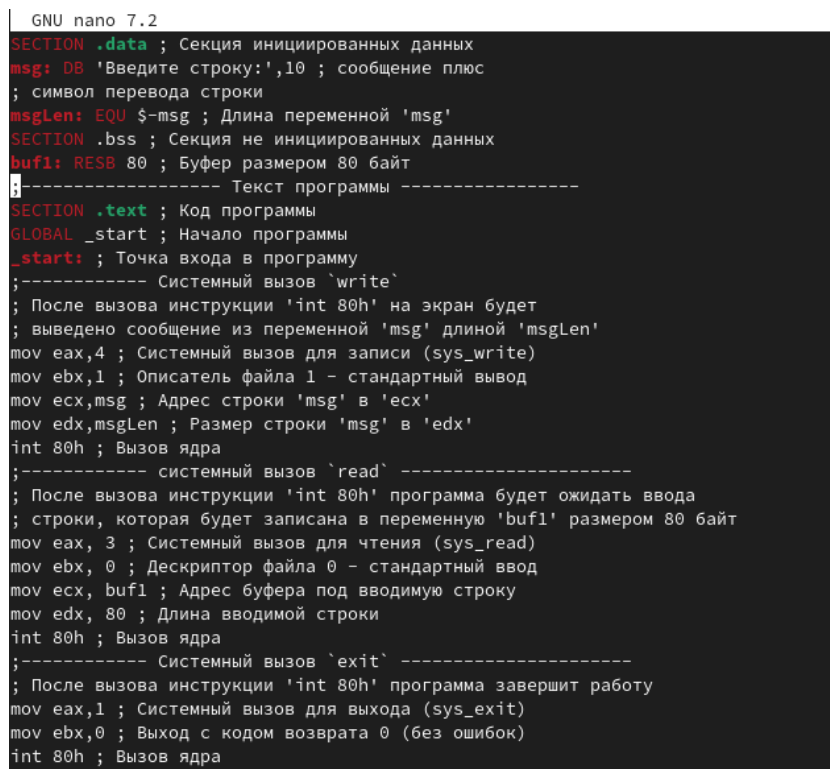 GNU nano 7.2
SECTION .data ; Секция инициированных данных
msg: DB 'Введите строку:',10 ; сообщение плюс
; символ перевода строки
msgLen: EQU $-msg ; Длина переменной 'msg'
SECTION .bss ; Секция не инициированных данных
buf1: RESB 80 ; Буфер размером 80 байт
;------------------- Текст программы -----------------
SECTION .text ; Код программы
GLOBAL _start ; Начало программы
_start: ; Точка входа в программу
;------------ Системный вызов `write`
; После вызова инструкции 'int 80h' на экран будет
; выведено сообщение из переменной 'msg' длиной 'msgLen'
mov eax,4 ; Системный вызов для записи (sys_write)
mov ebx,1 ; Описатель файла 1 - стандартный вывод
mov ecx,msg ; Адрес строки 'msg' в 'ecx'
mov edx,msgLen ; Размер строки 'msg' в 'edx'
int 80h ; Вызов ядра
;------------ системный вызов `read` ----------------------
; После вызова инструкции 'int 80h' программа будет ожидать ввода
; строки, которая будет записана в переменную 'buf1' размером 80 байт
mov eax, 3 ; Системный вызов для чтения (sys_read)
mov ebx, 0 ; Дескриптор файла 0 - стандартный ввод
mov ecx, buf1 ; Адрес буфера под вводимую строку
mov edx, 80 ; Длина вводимой строки
int 80h ; Вызов ядра
;------------ Системный вызов `exit` ----------------------
; После вызова инструкции 'int 80h' программа завершит работу
mov eax,1 ; Системный вызов для выхода (sys_exit)
mov ebx,0 ; Выход с кодом возврата 0 (без ошибок)
int 80h ; Вызов ядра